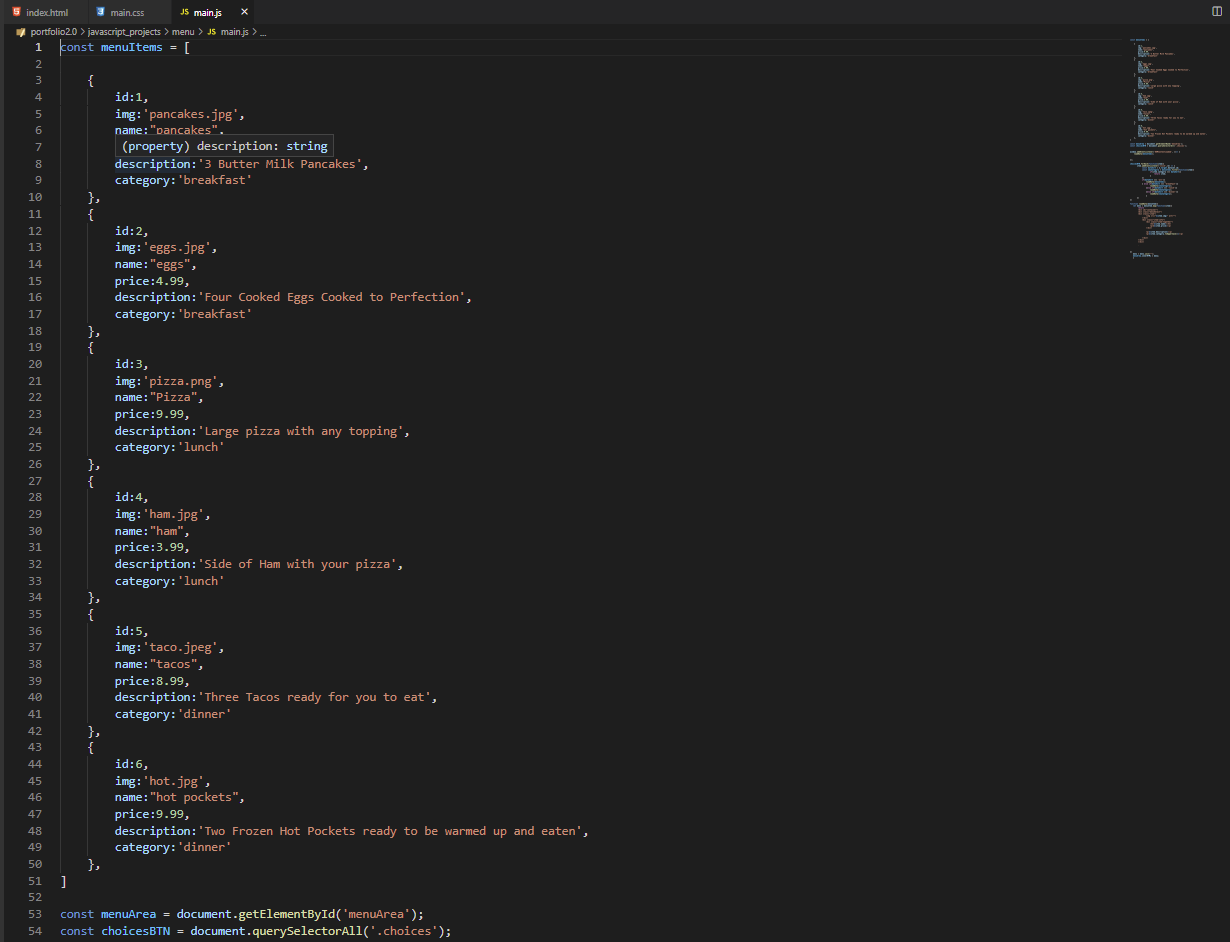 index.html main.css JS main.js ×
portfolio2.0 > javascript_projects > menu > JS main.js > ...
1 const menuItems = [
2
3 {
4 id:1,
5 img:'pancakes.jpg',
6 name:"pancakes",
7 (property) description: string
8 description:'3 Butter Milk Pancakes',
9 category:'breakfast'
10 },
11 {
12 id:2,
13 img:'eggs.jpg',
14 name:"eggs",
15 price:4.99,
16 description:'Four Cooked Eggs Cooked to Perfection',
17 category:'breakfast'
18 },
19 {
20 id:3,
21 img:'pizza.png',
22 name:"Pizza",
23 price:9.99,
24 description:'Large pizza with any topping',
25 category:'lunch'
26 },
27 {
28 id:4,
29 img:'ham.jpg',
30 name:"ham",
31 price:3.99,
32 description:'Side of Ham with your pizza',
33 category:'lunch'
34 },
35 {
36 id:5,
37 img:'taco.jpeg',
38 name:"tacos",
39 price:8.99,
40 description:'Three Tacos ready for you to eat',
41 category:'dinner'
42 },
43 {
44 id:6,
45 img:'hot.jpg',
46 name:"hot pockets",
47 price:9.99,
48 description:'Two Frozen Hot Pockets ready to be warmed up and eaten',
49 category:'dinner'
50 },
51 ]
52
53 const menuArea = document.getElementById('menuArea');
54 const choicesBTN = document.querySelectorAll('.choices');